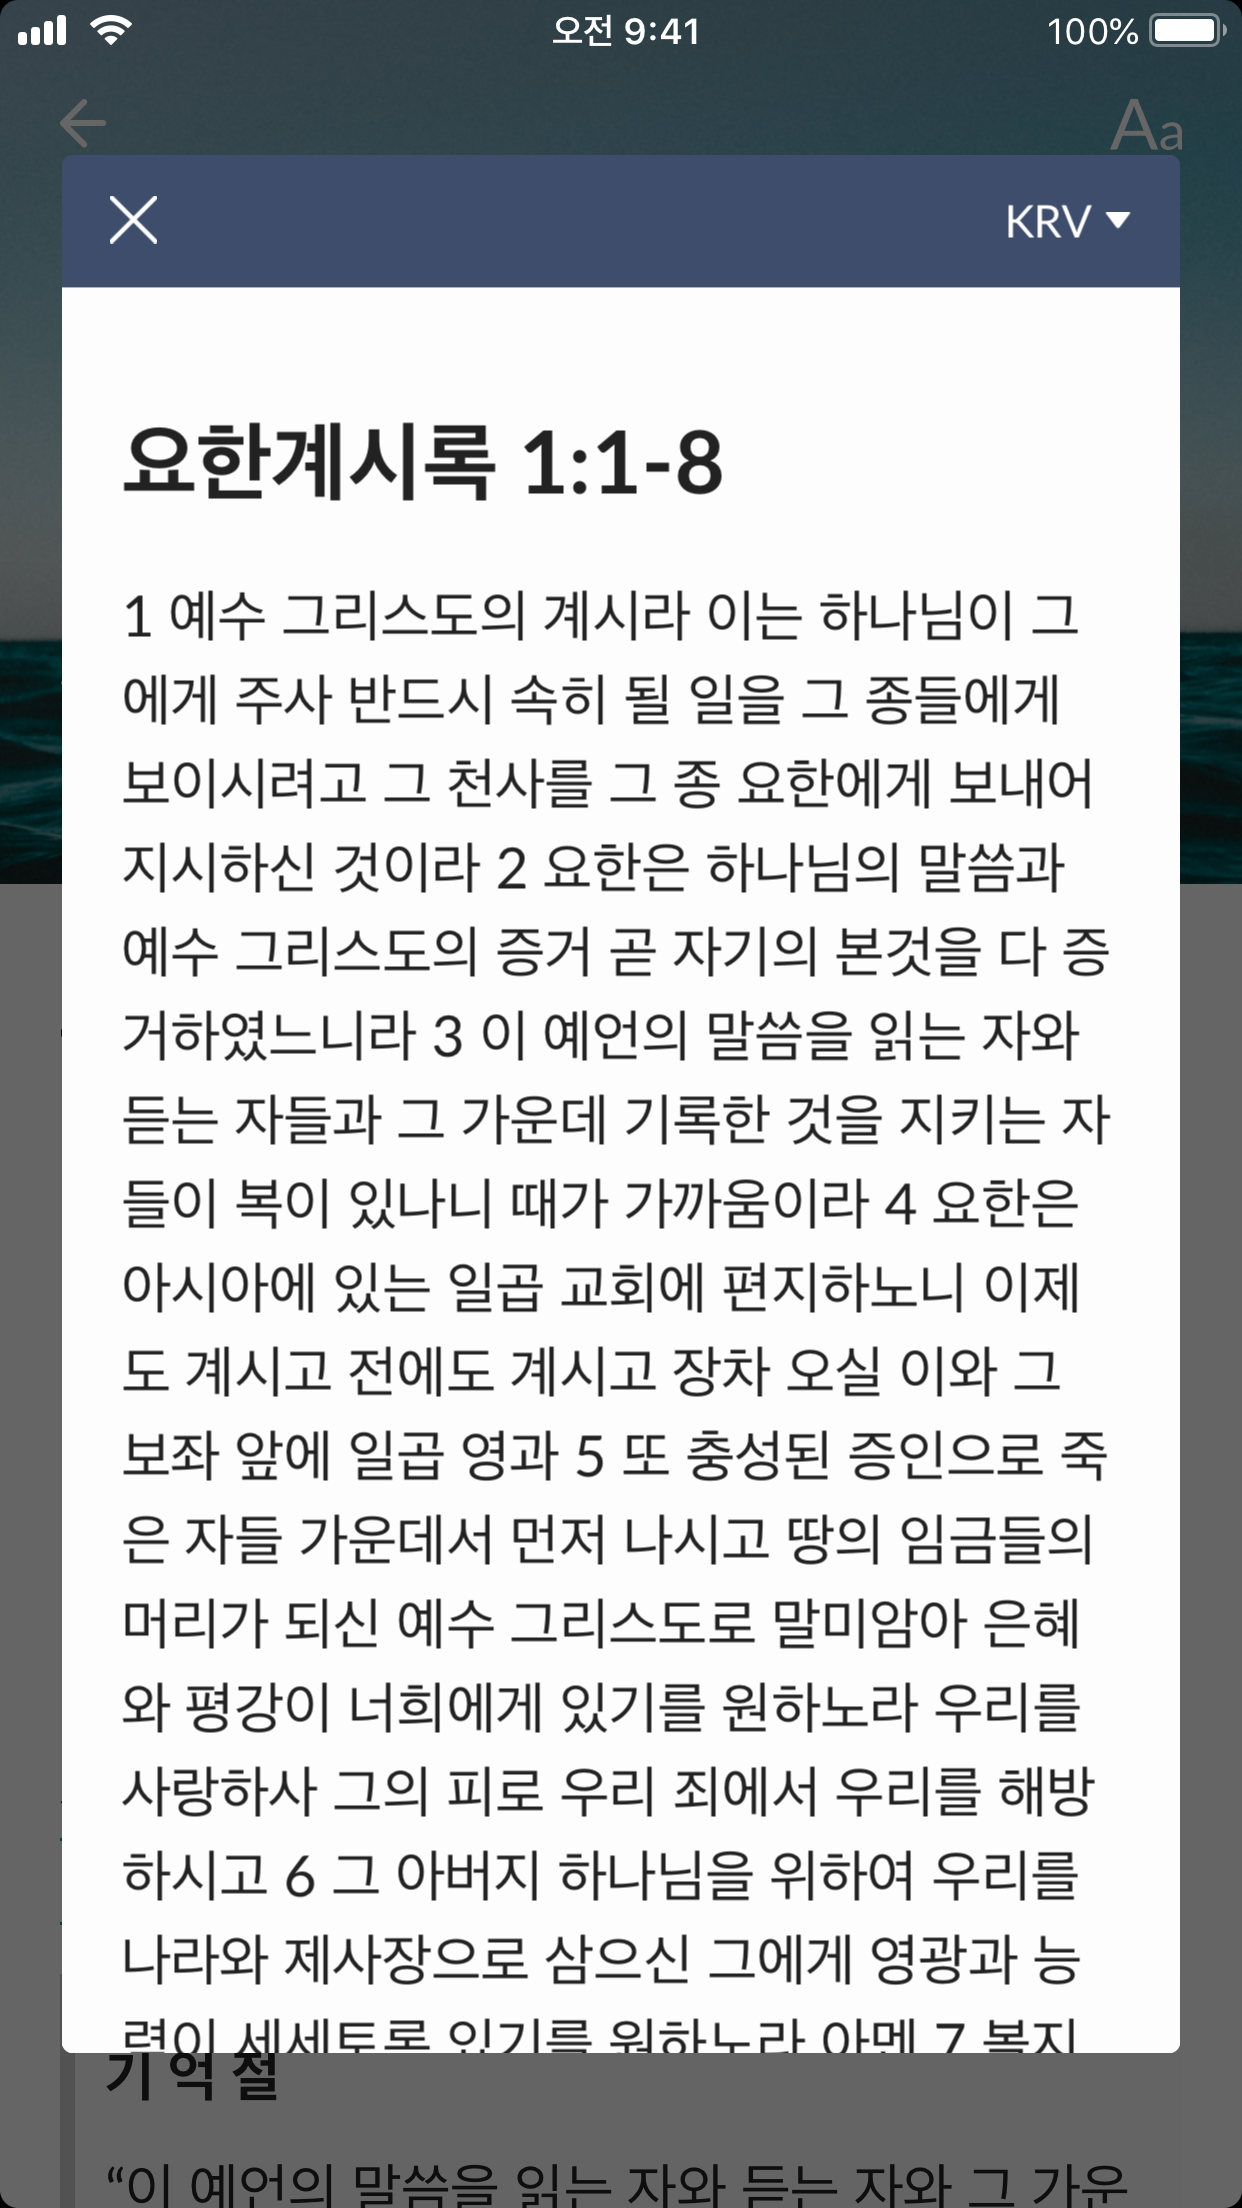 오전 9:41
100%
Aa
KRV
요한계시록 1:1-8
1 예수 그리스도의 계시라 이는 하나님이 그
에게 주사 반드시 속히 될 일을 그 종들에게
보이시려고 그 천사를 그 종 요한에게 보내어
지시하신 것이라 2 요한은 하나님의 말씀과
예수 그리스도의 증거 곧 자기의 본것을 다 증
거하였느니라 3 이 예언의 말씀을 읽는 자와
듣는 자들과 그 가운데 기록한 것을 지키는 자
들이 복이 있나니 때가 가까움이라 4 요한은
아시아에 있는 일곱 교회에 편지하노니 이제
도 계시고 전에도 계시고 장차 오실 이와 그
보좌 앞에 일곱 영과 5 또 충성된 증인으로 죽
은 자들 가운데서 먼저 나시고 땅의 임금들의
머리가 되신 예수 그리스도로 말미암아 은혜
와 평강이 너희에게 있기를 원하노라 우리를
사랑하사 그의 피로 우리 죄에서 우리를 해방
하시고 6 그 아버지 하나님을 위하여 우리를
나라와 제사장으로 삼으신 그에게 영광과 능
력이 세세토록 있기를 원하노라 아멘 7 볼지
기억절
“이 예언의 말씀을 읽는 자와 듣는 자와 그 가운